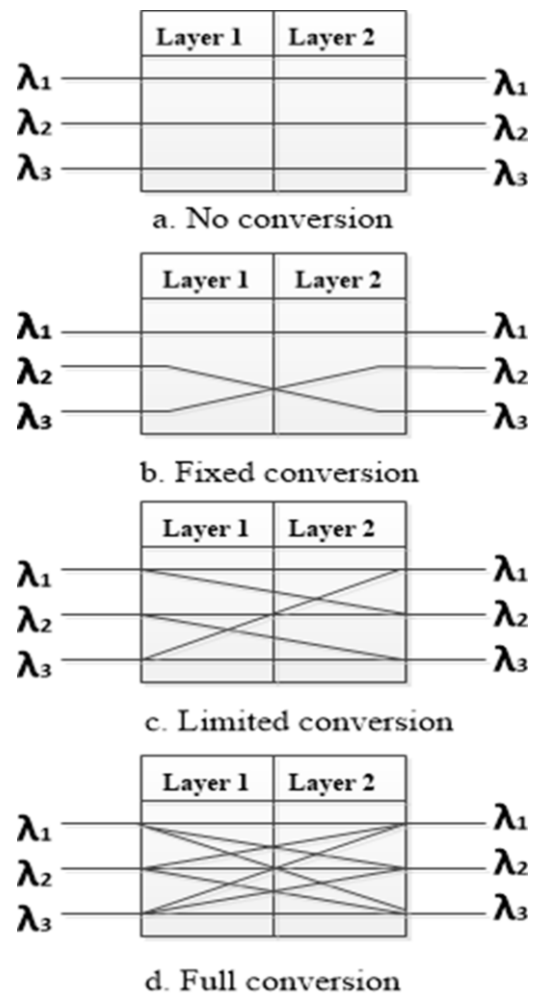 Layer 1 Layer 2
λ₁ λ₁
λ₂ λ₂
λ₃ λ₃
a. No conversion
Layer 1 Layer 2
λ₁ λ₁
λ₂ λ₂
λ₃ λ₃
b. Fixed conversion
Layer 1 Layer 2
λ₁ λ₁
λ₂ λ₂
λ₃ λ₃
c. Limited conversion
Layer 1 Layer 2
λ₁ λ₁
λ₂ λ₂
λ₃ λ₃
d. Full conversion